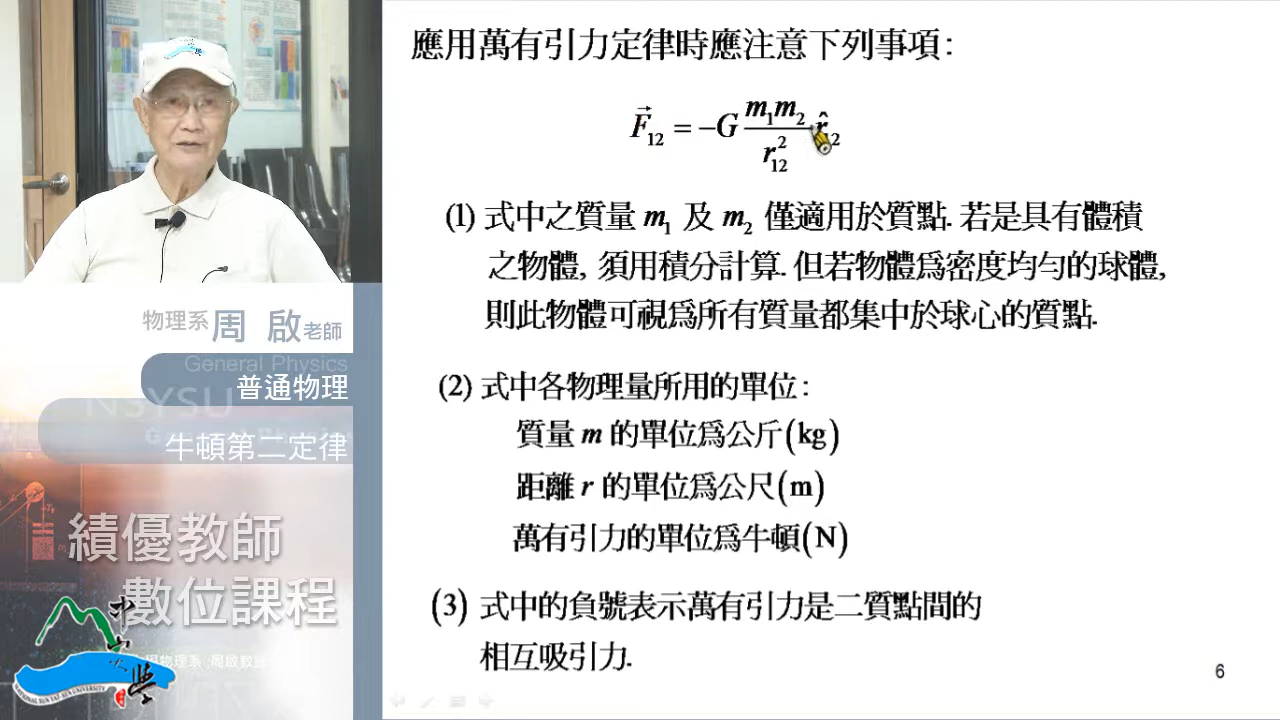 應用萬有引力定律時應注意下列事項:
F₁₂ = −G m₁m₂ / r₁₂² r̂₁₂
(1) 式中之質量 m₁ 及 m₂ 僅適用於質點. 若是具有體積
之物體, 須用積分計算. 但若物體為密度均勻的球體,
則此物體可視為所有質量都集中於球心的質點.
(2) 式中各物理量所用的單位:
質量 m 的單位為公斤(kg)
距離 r 的單位為公尺(m)
萬有引力的單位為牛頓(N)
(3) 式中的負號表示萬有引力是二質點間的
相互吸引力.
6
物理系 周 啟 老師
General Physics
普通物理
NSYSU
牛頓第二定律
績優教師
數位課程
NATIONAL SUN YAT-SEN UNIVERSITY